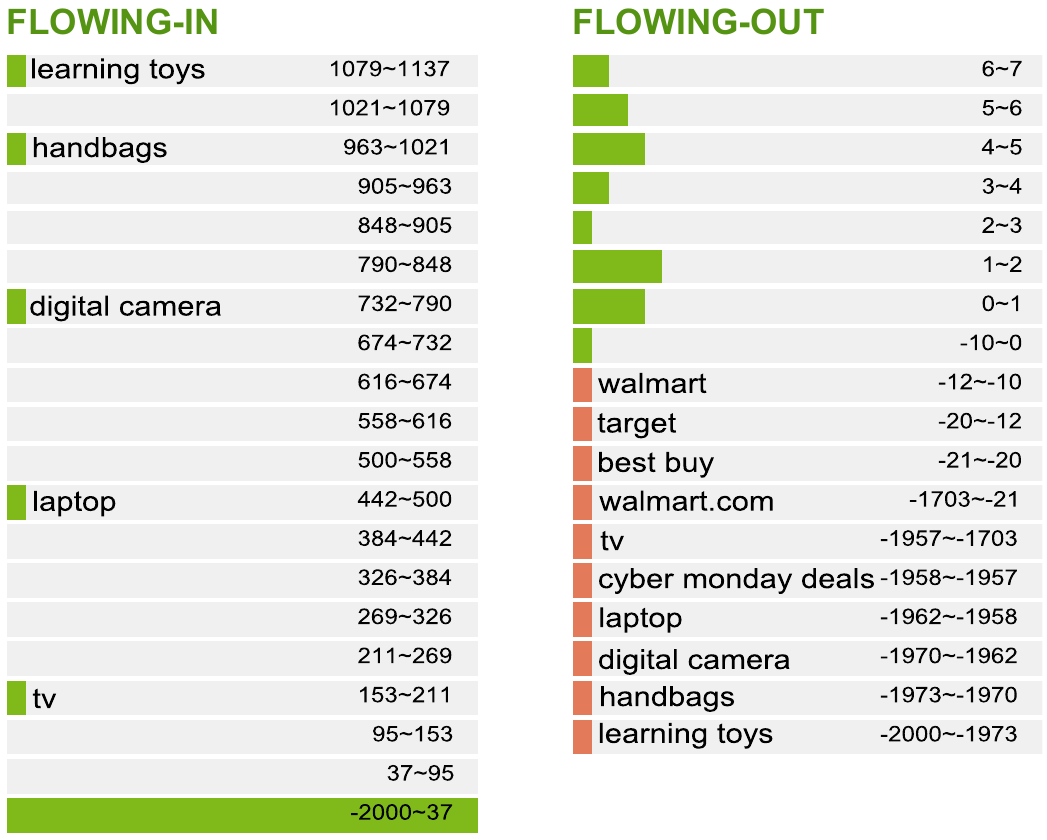 FLOWING-IN
learning toys 1079~1137
1021~1079
handbags 963~1021
905~963
848~905
790~848
digital camera 732~790
674~732
616~674
558~616
500~558
laptop 442~500
384~442
326~384
269~326
211~269
tv 153~211
95~153
37~95
-2000~37
FLOWING-OUT
6~7
5~6
4~5
3~4
2~3
1~2
0~1
-10~0
walmart -12~-10
target -20~-12
best buy -21~-20
walmart.com -1703~-21
tv -1957~-1703
cyber monday deals -1958~-1957
laptop -1962~-1958
digital camera -1970~-1962
handbags -1973~-1970
learning toys -2000~-1973